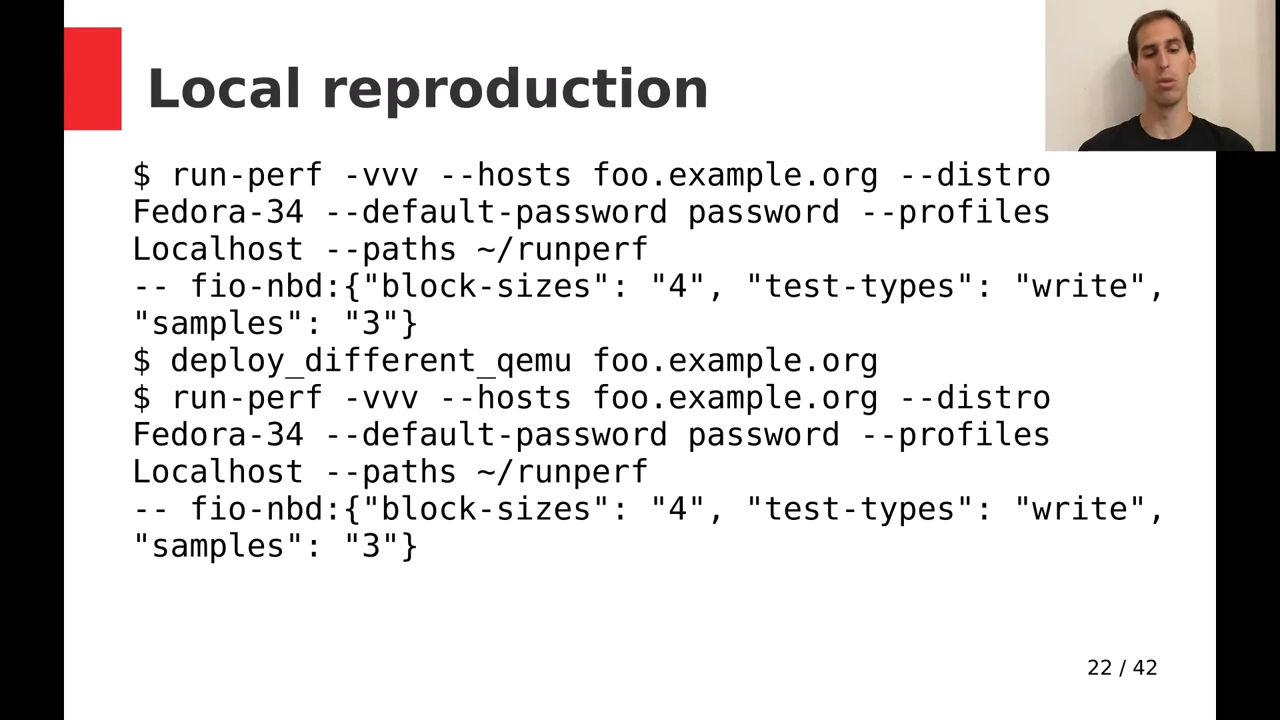 Local reproduction
$ run-perf -vvv --hosts foo.example.org --distro
Fedora-34 --default-password password --profiles
Localhost --paths ~/runperf
-- fio-nbd:{"block-sizes": "4", "test-types": "write",
"samples": "3"}
$ deploy_different_qemu foo.example.org
$ run-perf -vvv --hosts foo.example.org --distro
Fedora-34 --default-password password --profiles
Localhost --paths ~/runperf
-- fio-nbd:{"block-sizes": "4", "test-types": "write",
"samples": "3"}
22 / 42